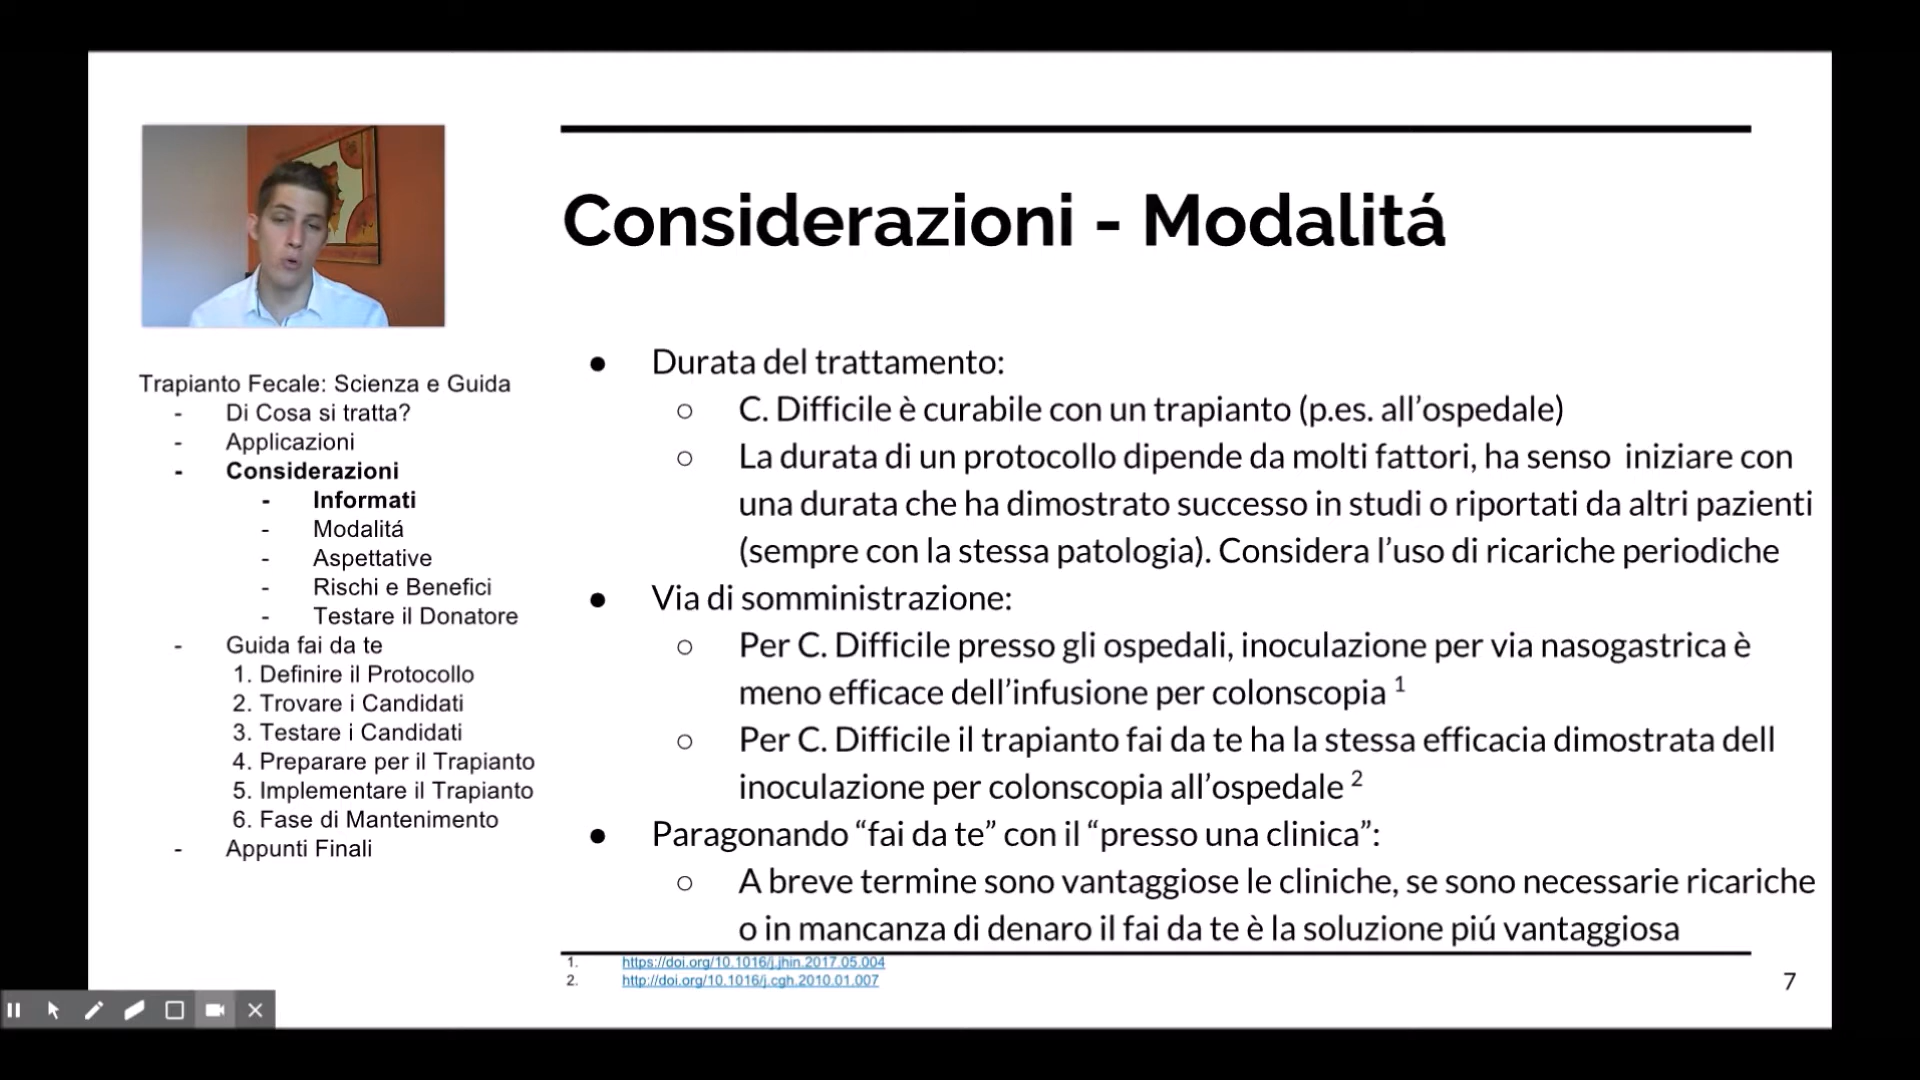 Considerazioni - Modalitá
Trapianto Fecale: Scienza e Guida
- Di Cosa si tratta?
- Applicazioni
- Considerazioni
- Informati
- Modalitá
- Aspettative
- Rischi e Benefici
- Testare il Donatore
- Guida fai da te
1. Definire il Protocollo
2. Trovare i Candidati
3. Testare i Candidati
4. Preparare per il Trapianto
5. Implementare il Trapianto
6. Fase di Mantenimento
- Appunti Finali
● Durata del trattamento:
○ C. Difficile è curabile con un trapianto (p.es. all’ospedale)
○ La durata di un protocollo dipende da molti fattori, ha senso iniziare con
una durata che ha dimostrato successo in studi o riportati da altri pazienti
(sempre con la stessa patologia). Considera l’uso di ricariche periodiche
● Via di somministrazione:
○ Per C. Difficile presso gli ospedali, inoculazione per via nasogastrica è
meno efficace dell’infusione per colonscopia 1
○ Per C. Difficile il trapianto fai da te ha la stessa efficacia dimostrata dell
inoculazione per colonscopia all’ospedale 2
● Paragonando “fai da te” con il “presso una clinica”:
○ A breve termine sono vantaggiose le cliniche, se sono necessarie ricariche
o in mancanza di denaro il fai da te è la soluzione piú vantaggiosa
1. https://doi.org/10.1016/j.jhin.2017.05.004
2. http://doi.org/10.1016/j.cgh.2010.01.007
7